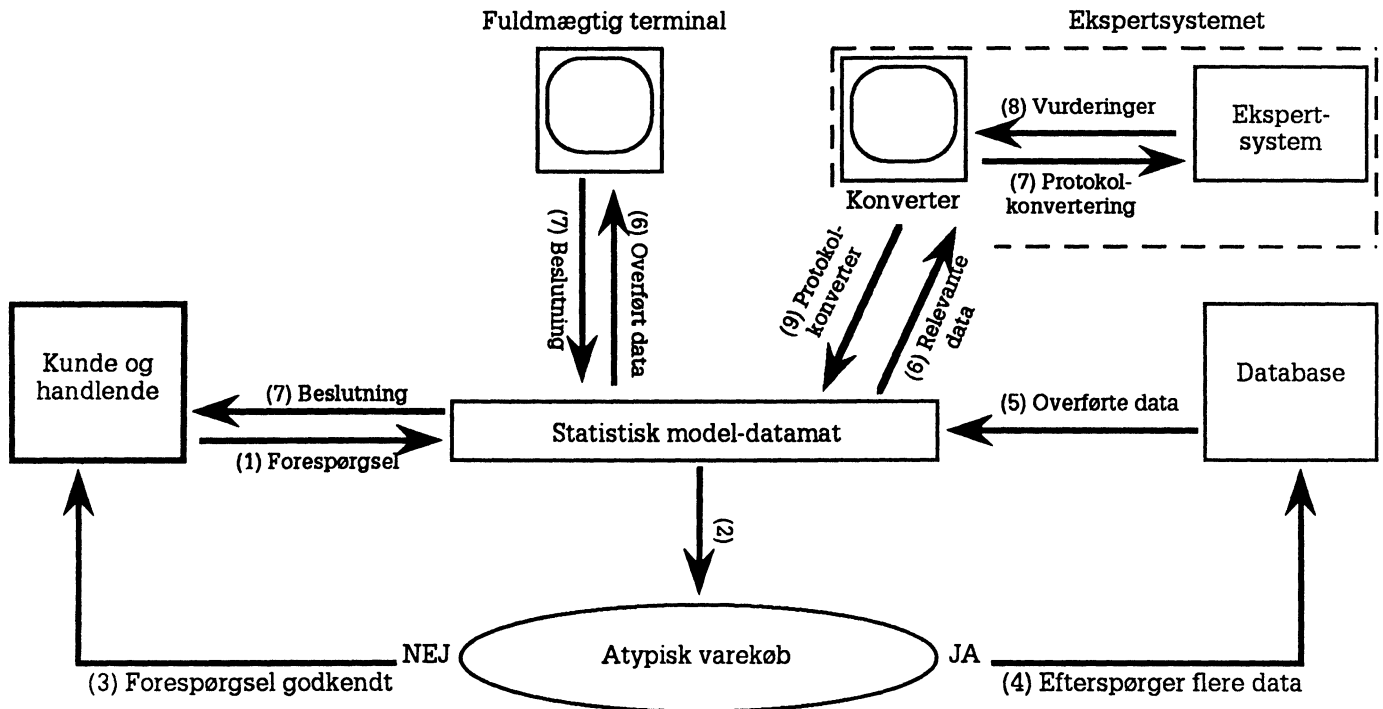 Fuldmægtig terminal
Ekspertsystemet
(8) Vurderinger
Ekspert-
system
(7) Protokol-
konvertering
Konverter
(7) Beslutning
(6) Overført data
(9) Protokol-
konverter
(6) Relevante
data
Kunde og
handlende
(7) Beslutning
(1) Forespørgsel
Statistisk model-datamat
(5) Overførte data
Database
(2)
NEJ
Atypisk varekøb
JA
(3) Forespørgsel godkendt
(4) Efterspørger flere data